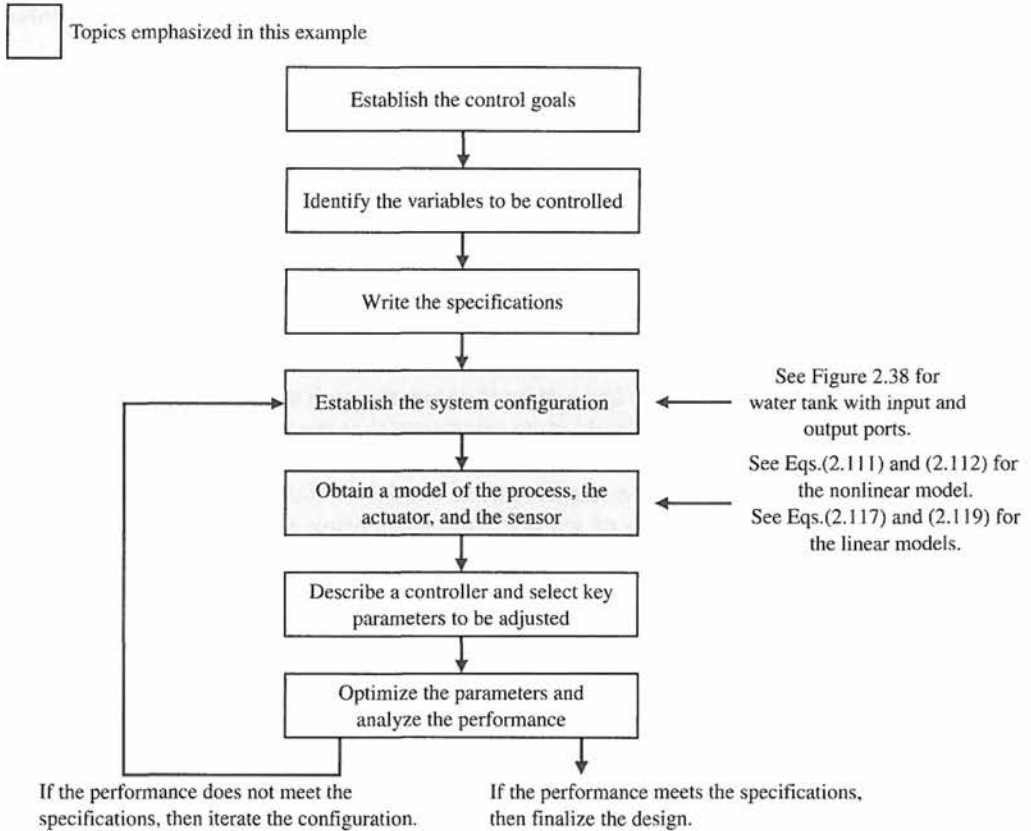 Topics emphasized in this example
Establish the control goals
Identify the variables to be controlled
Write the specifications
Establish the system configuration
See Figure 2.38 for
water tank with input and
output ports.
Obtain a model of the process, the
actuator, and the sensor
See Eqs.(2.111) and (2.112) for
the nonlinear model.
See Eqs.(2.117) and (2.119) for
the linear models.
Describe a controller and select key
parameters to be adjusted
Optimize the parameters and
analyze the performance
If the performance does not meet the
specifications, then iterate the configuration.
If the performance meets the specifications,
then finalize the design.